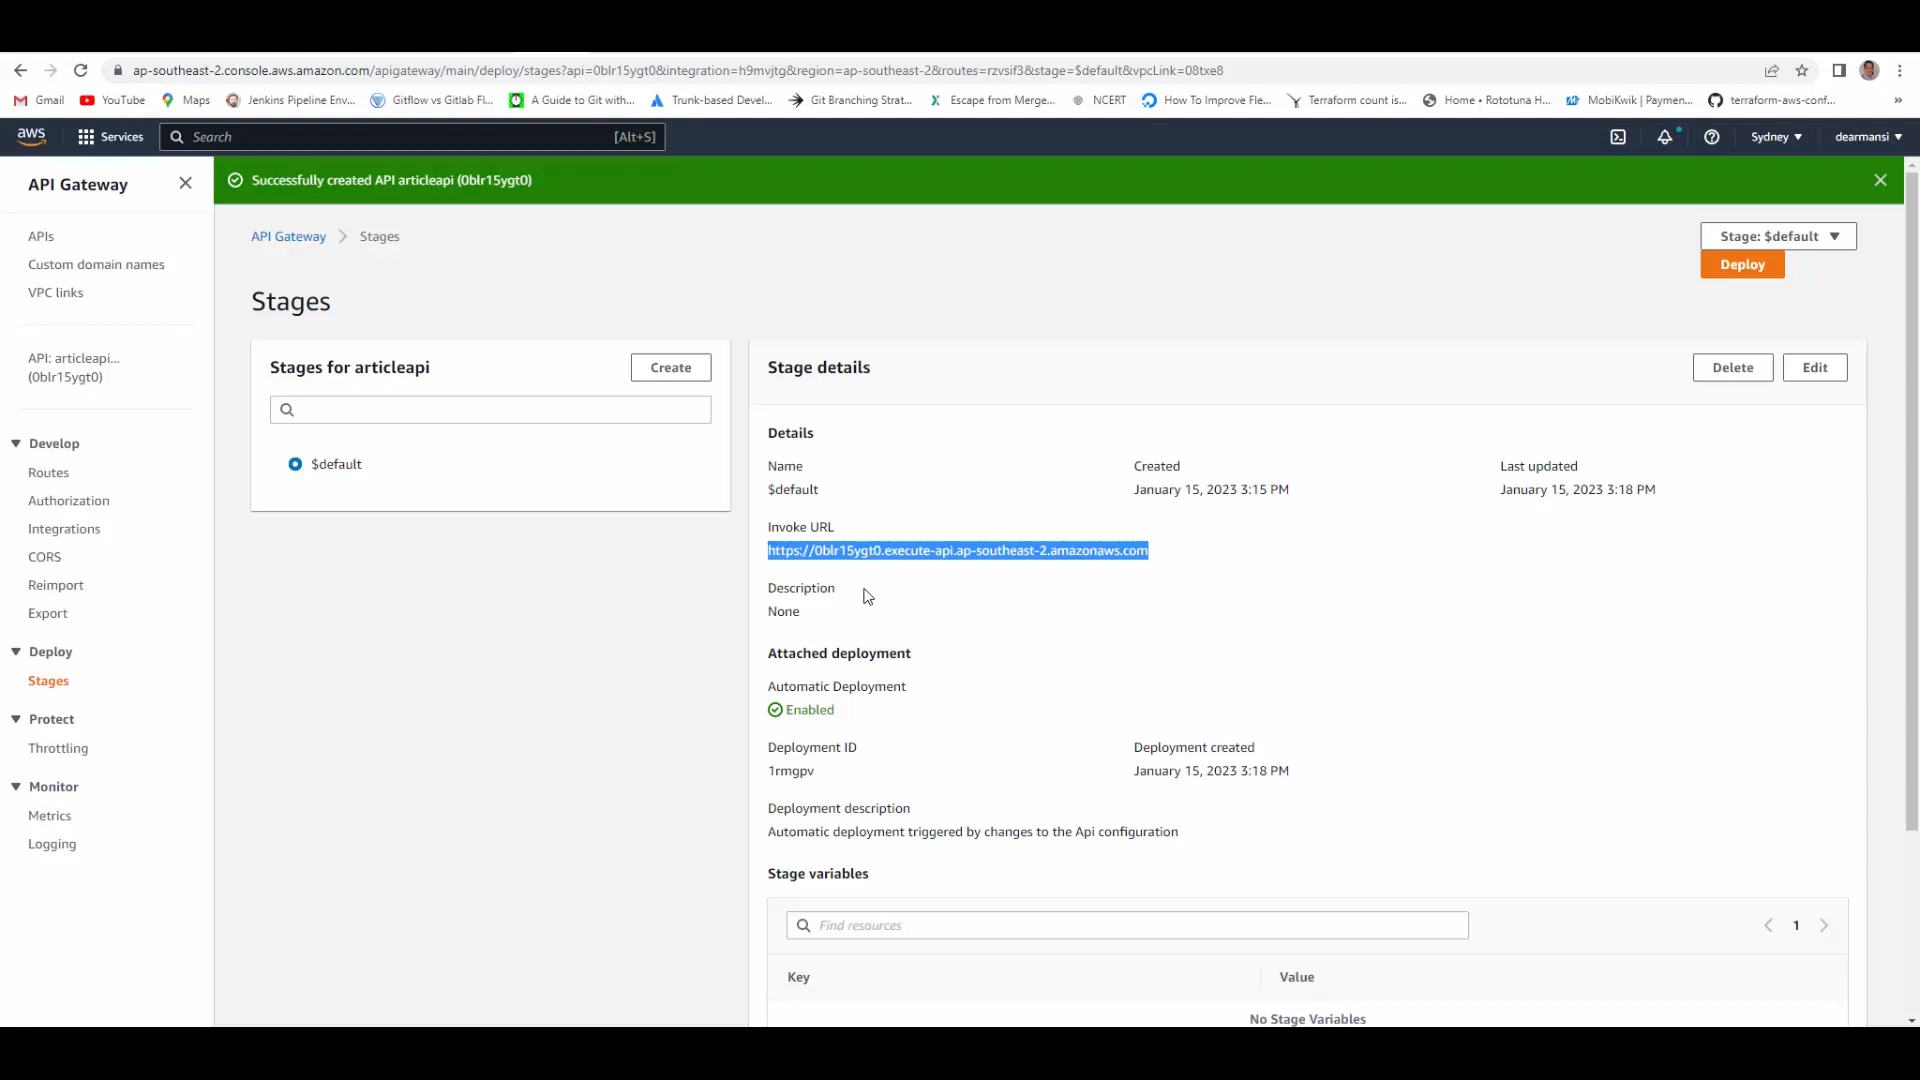 ap-southeast-2.console.aws.amazon.com/apigateway/main/deploy/stages?api=0blr15ygt0&integration=h9mvjtg&region=ap-southeast-2&routes=rzvsif3&stage=$default&vpcLink=08txe8
Gmail YouTube Maps Jenkins Pipeline Env... Gitflow vs Gitlab Fl... A Guide to Git with... Trunk-based Devel... Git Branching Strat... Escape from Merge... NCERT How To Improve Fle... Terraform count is... Home • Rototuna H... MobiKwik | Paymen... terraform-aws-conf... »
aws Services Search [Alt+S] Sydney dearmansi
API Gateway
Successfully created API articleapi (0blr15ygt0)
APIs
Custom domain names
VPC links
API: articleapi...
(0blr15ygt0)
Develop
Routes
Authorization
Integrations
CORS
Reimport
Export
Deploy
Stages
Protect
Throttling
Monitor
Metrics
Logging
API Gateway Stages
Stage: $default
Deploy
Stages
Stages for articleapi
Create
$default
Stage details
Delete
Edit
Details
Name Created Last updated
$default January 15, 2023 3:15 PM January 15, 2023 3:18 PM
Invoke URL
https://0blr15ygt0.execute-api.ap-southeast-2.amazonaws.com
Description
None
Attached deployment
Automatic Deployment
Enabled
Deployment ID Deployment created
1rmgpv January 15, 2023 3:18 PM
Deployment description
Automatic deployment triggered by changes to the Api configuration
Stage variables
Find resources
1
Key Value
No Stage Variables